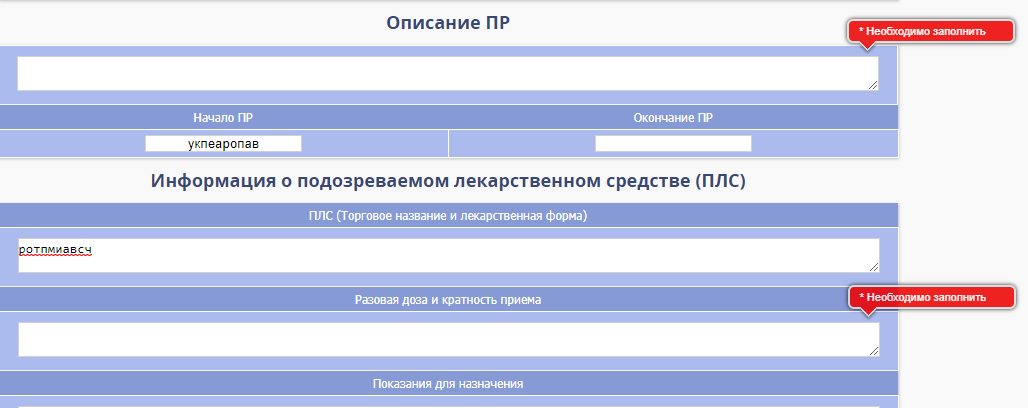 Описание ПР
* Необходимо заполнить
Начало ПР
Окончание ПР
укпеаропав
Информация о подозреваемом лекарственном средстве (ПЛС)
ПЛС (Торговое название и лекарственная форма)
ротпмиавсч
Разовая доза и кратность приема
* Необходимо заполнить
Показания для назначения